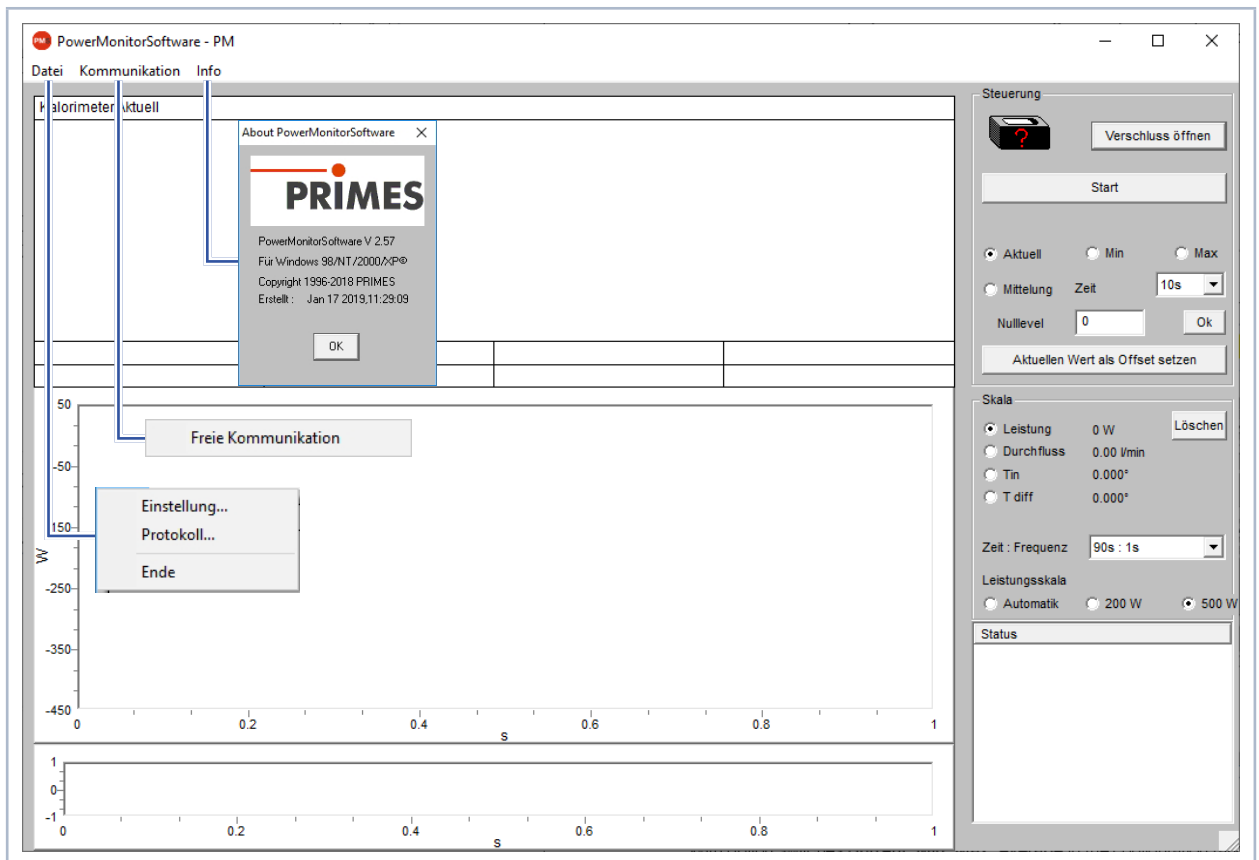 PowerMonitorSoftware - PM
Datei Kommunikation Info
Kalorimeter Aktuell
About PowerMonitorSoftware
PRIMES
PowerMonitorSoftware V 2.57
Für Windows 98/NT/2000/XP©
Copyright 1996-2018 PRIMES
Erstellt : Jan 17 2019,11:29:09
OK
Freie Kommunikation
Einstellung...
Protokoll...
Ende
50
-50
150
W
-250
-350
-450
0 0.2 0.4 0.6 0.8 1
s
1
0
-1
0 0.2 0.4 0.6 0.8 1
s
Steuerung
?
Verschluss öffnen
Start
Aktuell Min Max
Mittelung Zeit 10s
Nulllevel 0 Ok
Aktuellen Wert als Offset setzen
Skala
Leistung 0 W Löschen
Durchfluss 0.00 l/min
Tin 0.000°
T diff 0.000°
Zeit : Frequenz 90s : 1s
Leistungsskala
Automatik 200 W 500 W
Status